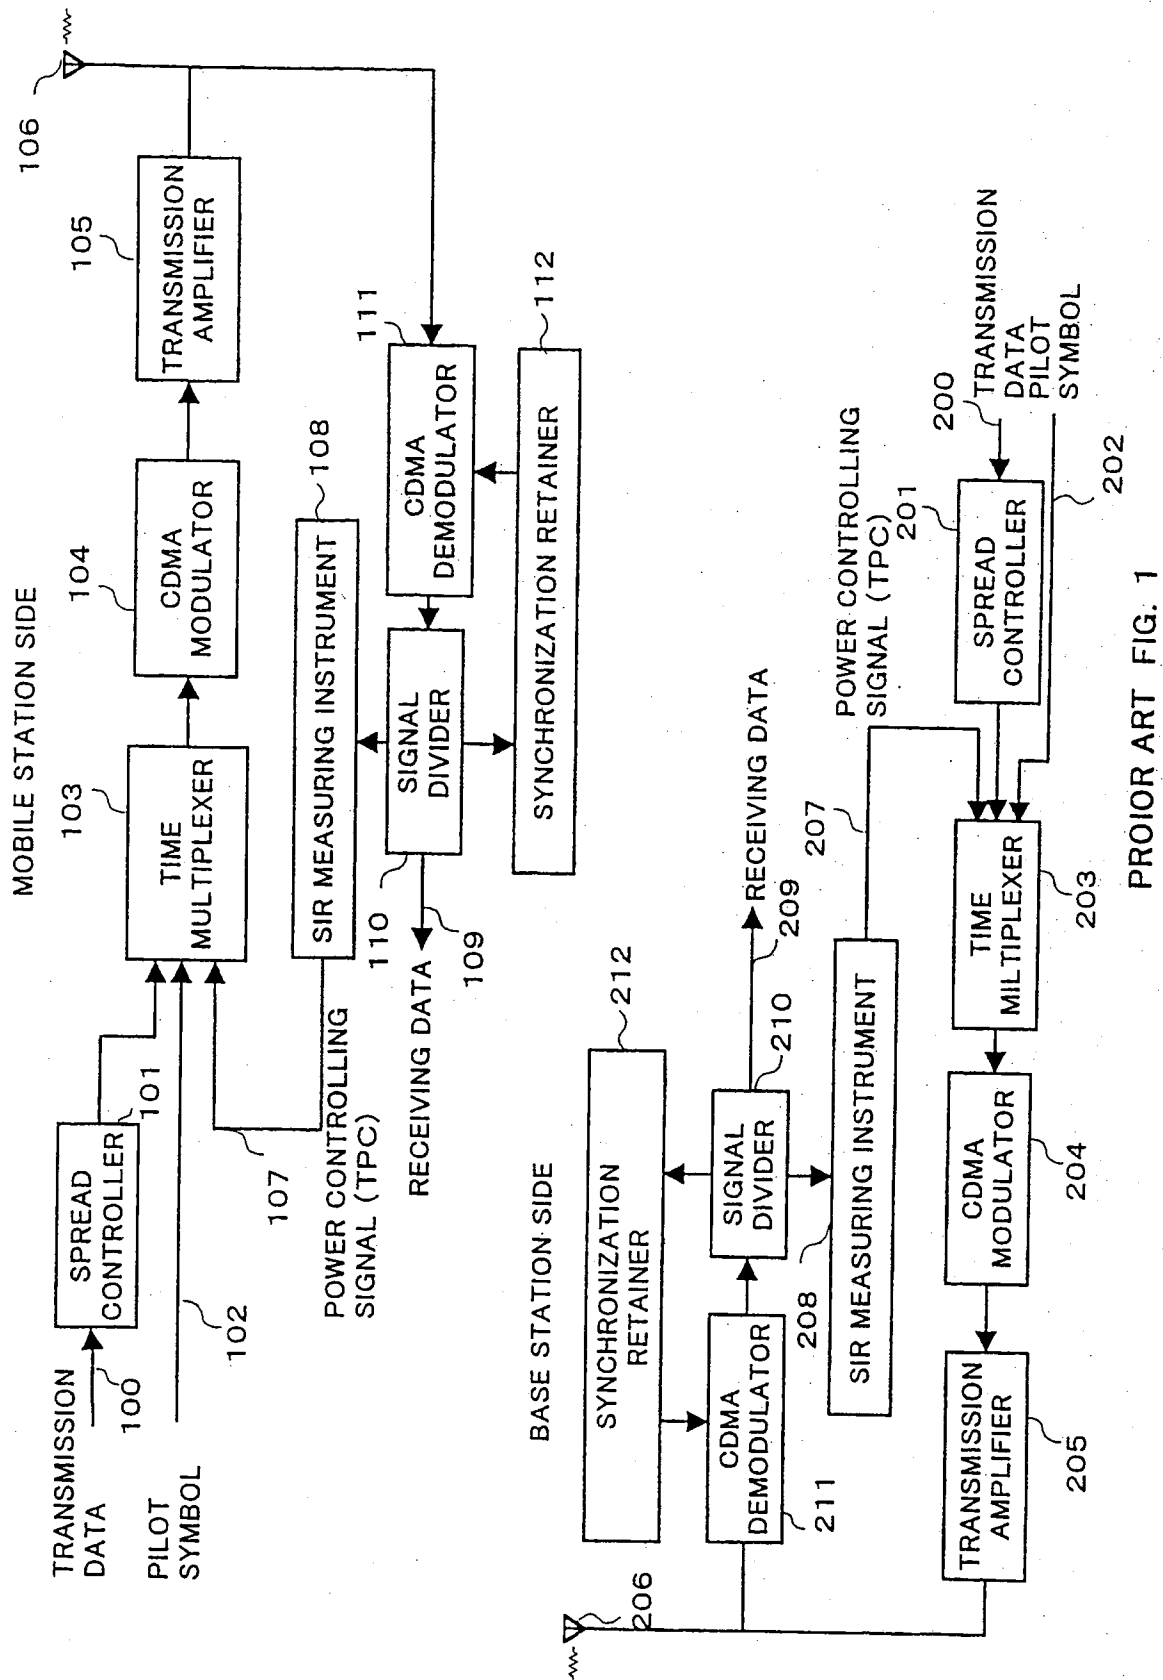 MOBILE STATION SIDE
TRANSMISSION
DATA
100
PILOT
SYMBOL
102
SPREAD
CONTROLLER
101
107
TIME
MULTIPLEXER
103
CDMA
MODULATOR
104
TRANSMISSION
AMPLIFIER
105
106
POWER CONTROLLING
SIGNAL (TPC)
SIR MEASURING INSTRUMENT
108
RECEIVING DATA
109
110
SIGNAL
DIVIDER
CDMA
DEMODULATOR
111
SYNCHRONIZATION RETAINER
112
BASE STATION SIDE
206
SYNCHRONIZATION
RETAINER
212
CDMA
DEMODULATOR
211
SIGNAL
DIVIDER
210
RECEIVING DATA
209
208
SIR MEASURING INSTRUMENT
207
POWER CONTROLLING
SIGNAL (TPC)
TRANSMISSION
AMPLIFIER
205
CDMA
MODULATOR
204
TIME
MILTIPLEXER
203
SPREAD
CONTROLLER
201
200
202
TRANSMISSION
DATA
PILOT
SYMBOL
PROIOR ART FIG. 1